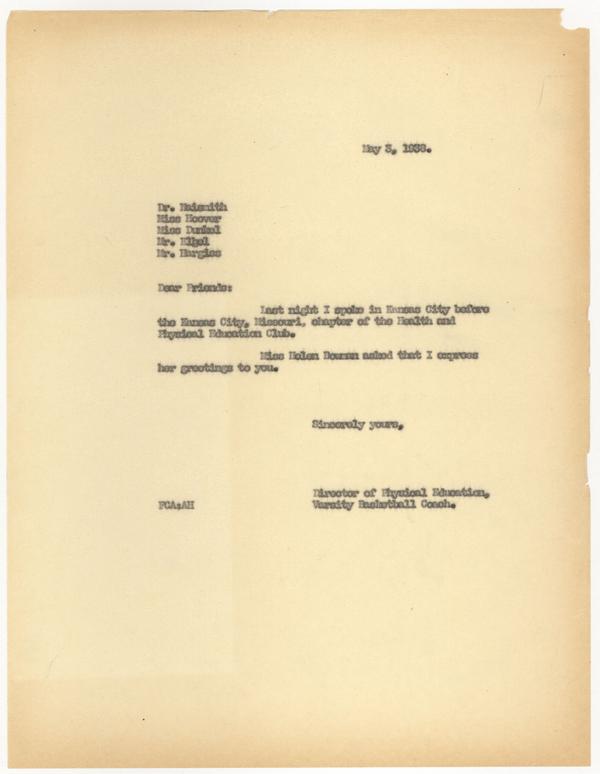 May 3, 1938.
Dr. Naismith
Miss Hoover
Miss Dunkel
Mr. Elbel
Mr. Hargiss
Dear Friends:
Last night I spoke in Kansas City before
the Kansas City, Missouri, chapter of the Health and
Physical Education Club.
Miss Helen Bowman asked that I express
her greetings to you.
Sincerely yours,
Director of Physical Education,
FCA:AH Varsity Basketball Coach.